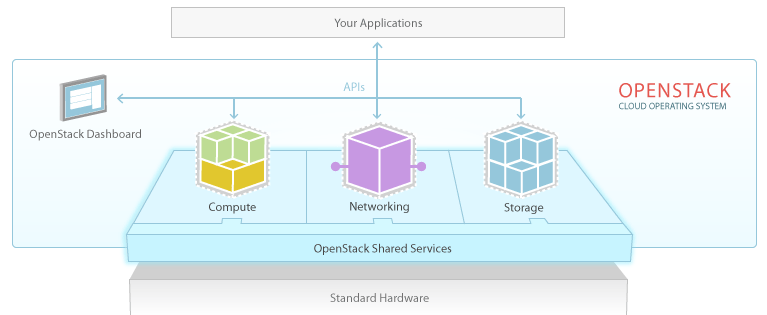 Your Applications
APIs
OPENSTACK
CLOUD OPERATING SYSTEM
OpenStack Dashboard
Compute
Networking
Storage
OpenStack Shared Services
Standard Hardware